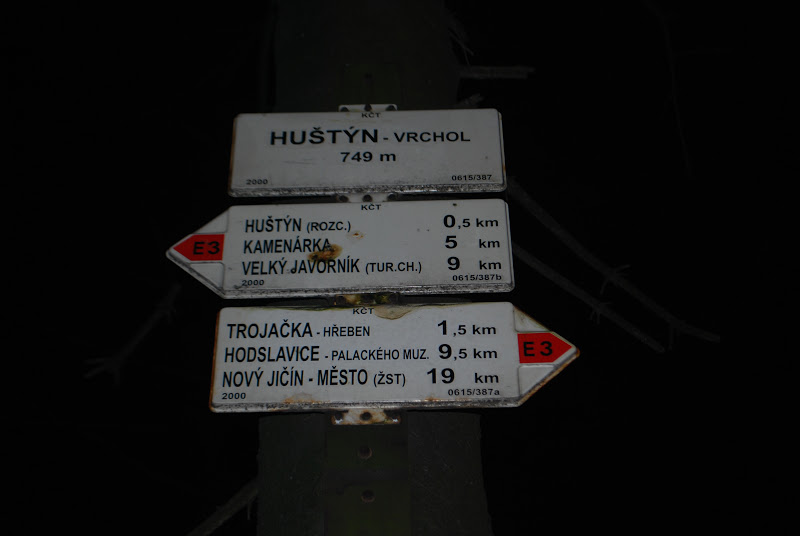 KČT
HUŠTÝN - VRCHOL
749 m
2000 0615/387
KČT
HUŠTÝN (ROZC.) 0,5 km
KAMENÁRKA 5 km
VELKÝ JAVORNÍK (TUR.CH.) 9 km
E3
2000 0615/387b
KČT
TROJAČKA - HŘEBEN 1,5 km
HODSLAVICE - PALACKÉHO MUZ. 9,5 km
E3
NOVÝ JIČÍN - MĚSTO (ŽST) 19 km
2000 0615/387a